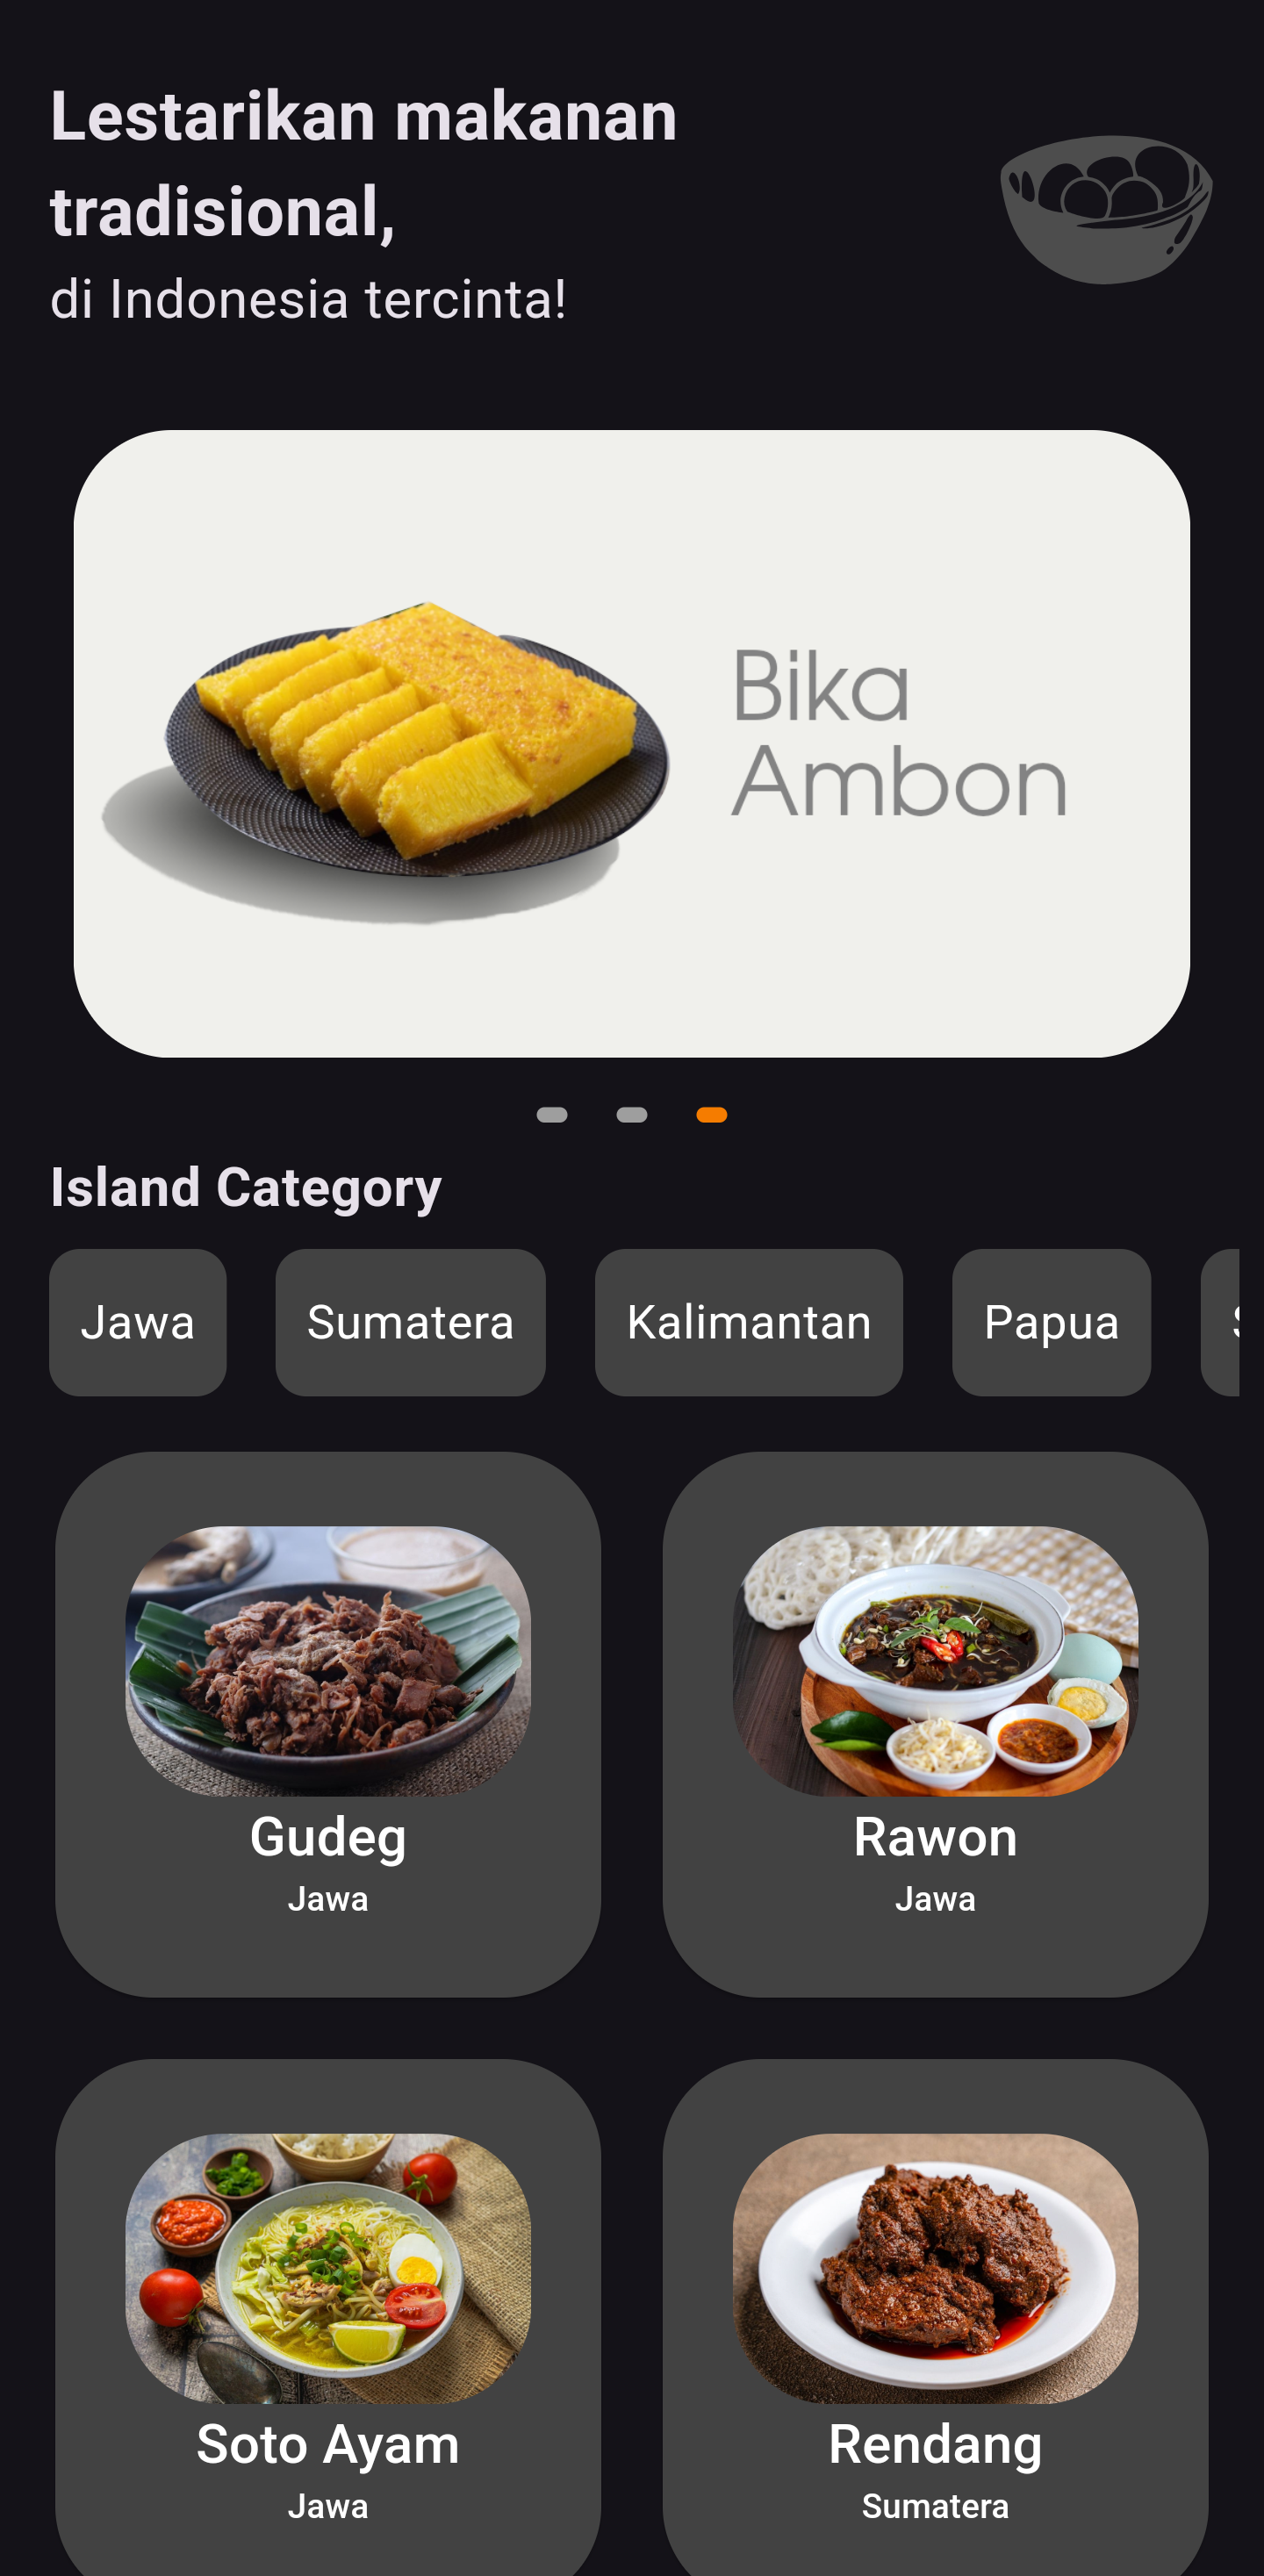 Lestarikan makanan
tradisional,
di Indonesia tercinta!
Bika
Ambon
Island Category
Jawa
Sumatera
Kalimantan
Papua
Gudeg
Jawa
Rawon
Jawa
Soto Ayam
Jawa
Rendang
Sumatera